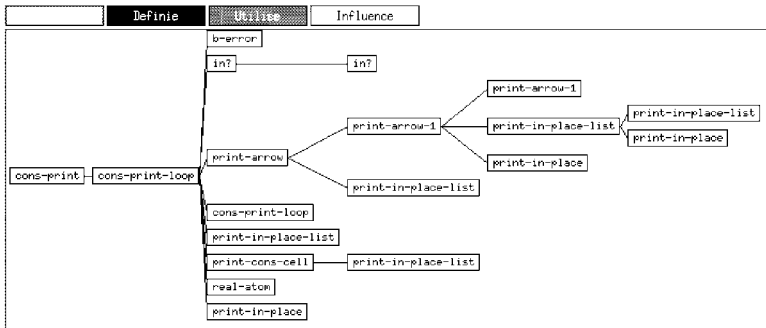 Definie Utilise Influence
b-error
in? in?
print-arrow-1
print-in-place-list
print-arrow-1 print-in-place-list
print-in-place
print-arrow print-in-place
cons-print cons-print-loop
print-in-place-list
cons-print-loop
print-in-place-list
print-cons-cell print-in-place-list
real-atom
print-in-place